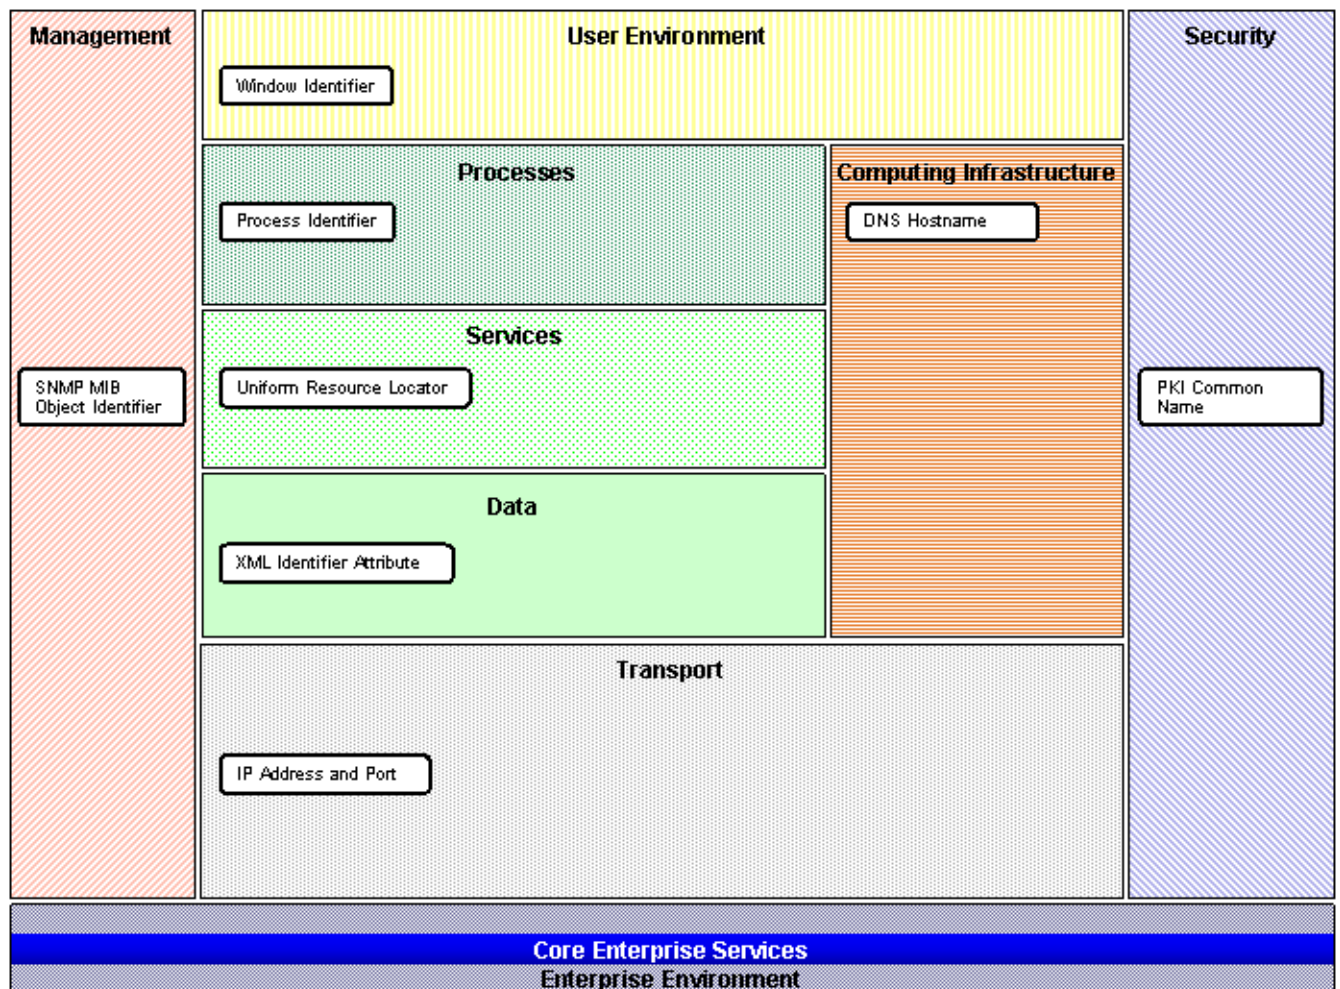 Management
User Environment
Security
Window Identifier
Processes
Computing Infrastructure
Process Identifier
DNS Hostname
Services
SNMP MIB
Object Identifier
Uniform Resource Locator
PKI Common
Name
Data
XML Identifier Attribute
Transport
IP Address and Port
Core Enterprise Services
Enterprise Environment